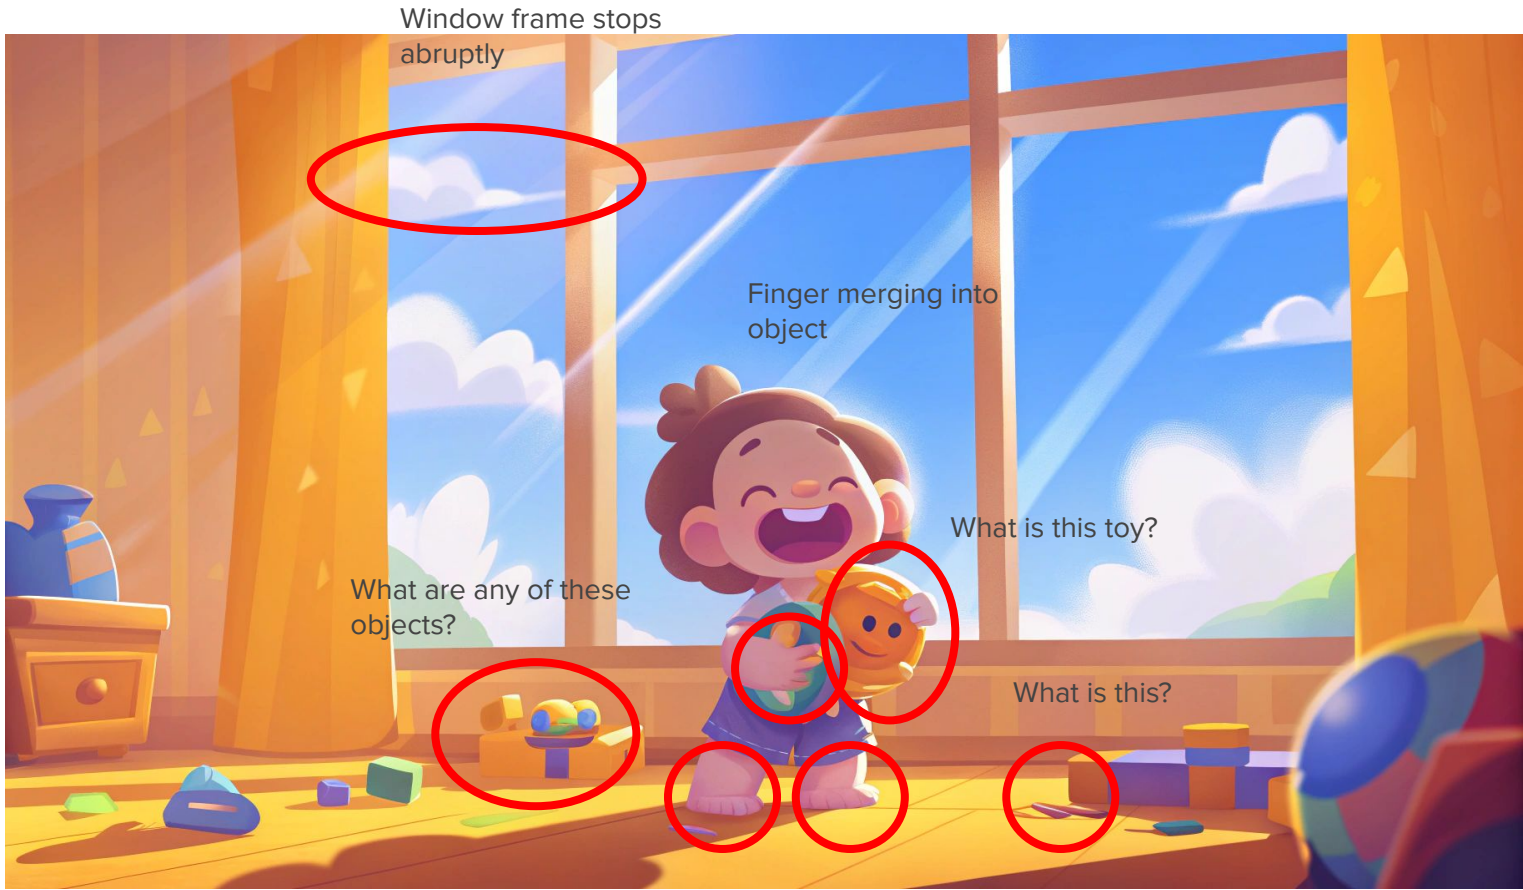 Window frame stops
abruptly
Finger merging into
object
What is this toy?
What are any of these
objects?
What is this?